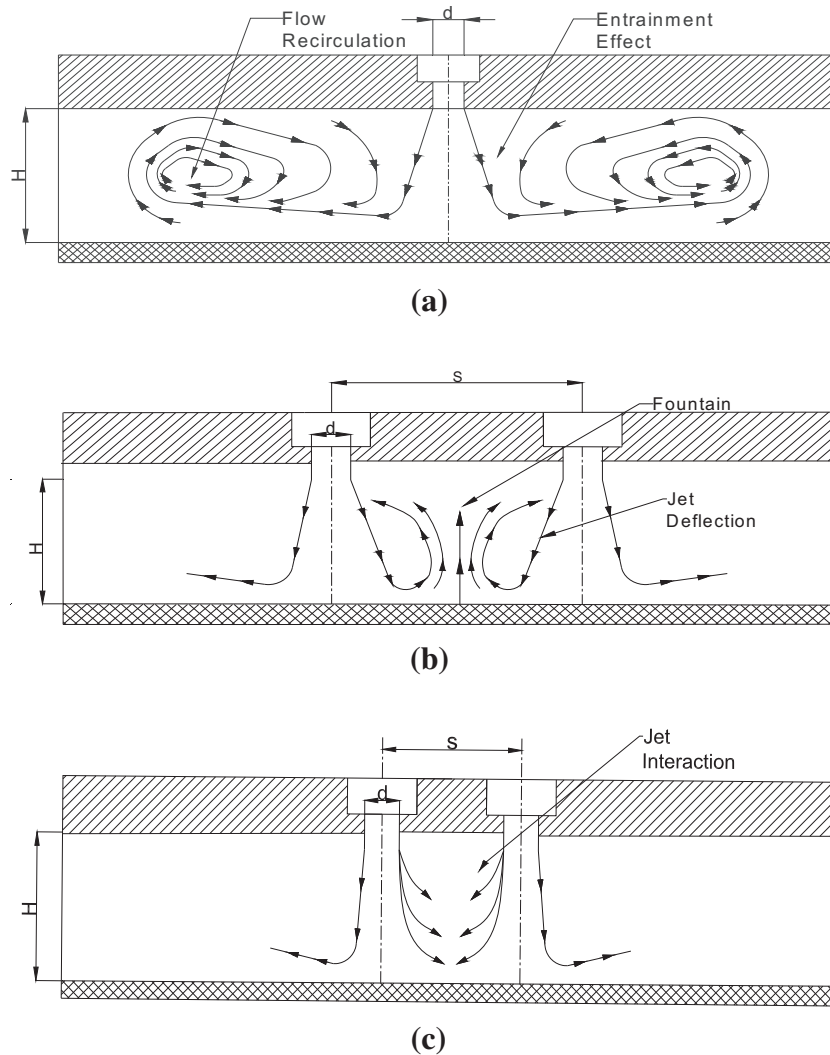 Flow
Recirculation
d
Entrainment
Effect
H
(a)
S
Fountain
d
Jet
Deflection
H
(b)
S
Jet
Interaction
d
H
(c)